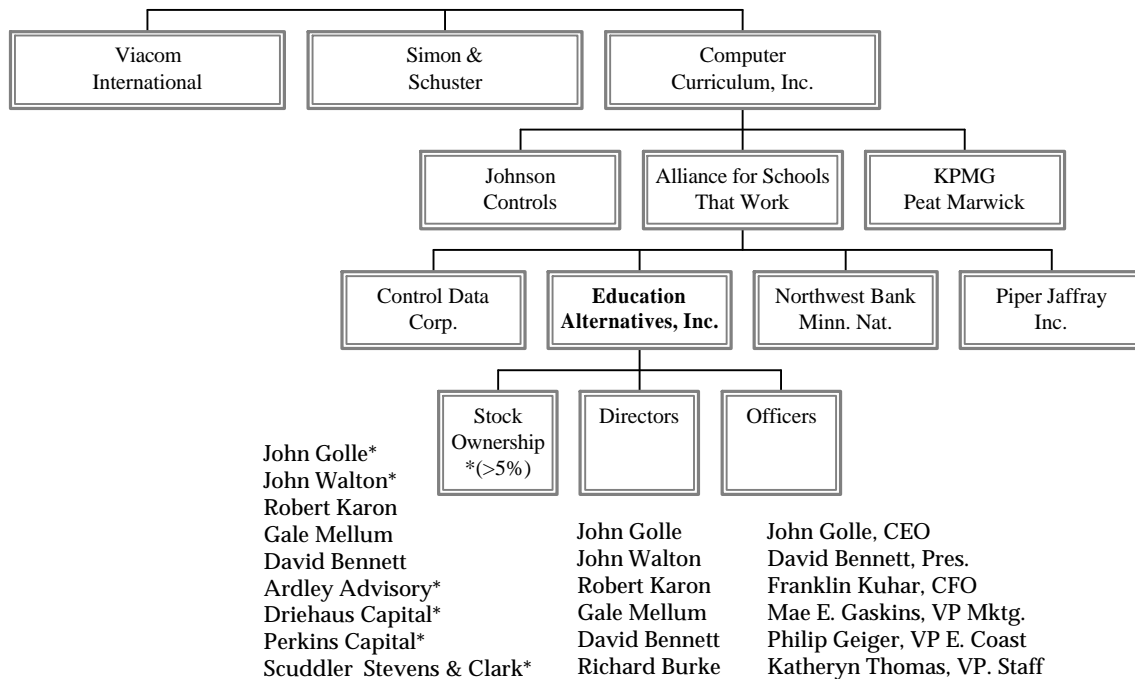 Viacom
International
Simon &
Schuster
Computer
Curriculum, Inc.
Johnson
Controls
Alliance for Schools
That Work
KPMG
Peat Marwick
Control Data
Corp.
Education
Alternatives, Inc.
Northwest Bank
Minn. Nat.
Piper Jaffray
Inc.
Stock
Ownership
*(>5%)
Directors
Officers
John Golle*
John Walton*
Robert Karon
Gale Mellum
David Bennett
Ardley Advisory*
Driehaus Capital*
Perkins Capital*
Scuddler Stevens & Clark*
John Golle
John Walton
Robert Karon
Gale Mellum
David Bennett
Richard Burke
John Golle, CEO
David Bennett, Pres.
Franklin Kuhar, CFO
Mae E. Gaskins, VP Mktg.
Philip Geiger, VP E. Coast
Katheryn Thomas, VP. Staff